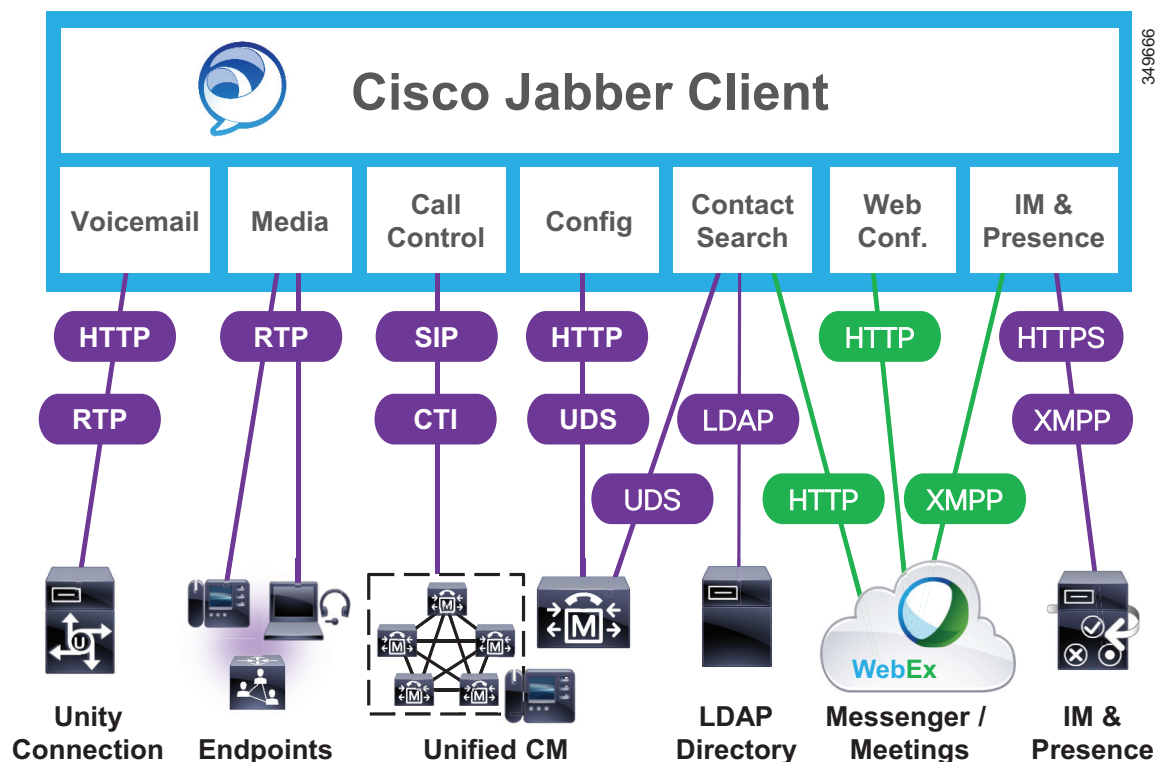 349666
Cisco Jabber Client
Voicemail
Media
Call
Control
Config
Contact
Search
Web
Conf.
IM &
Presence
HTTP
RTP
SIP
HTTP
HTTP
HTTPS
RTP
CTI
UDS
LDAP
XMPP
UDS
HTTP
XMPP
U
M
M
M
M
M
M
WebEx
Unity
Connection
Endpoints
Unified CM
LDAP
Directory
Messenger /
Meetings
IM &
Presence